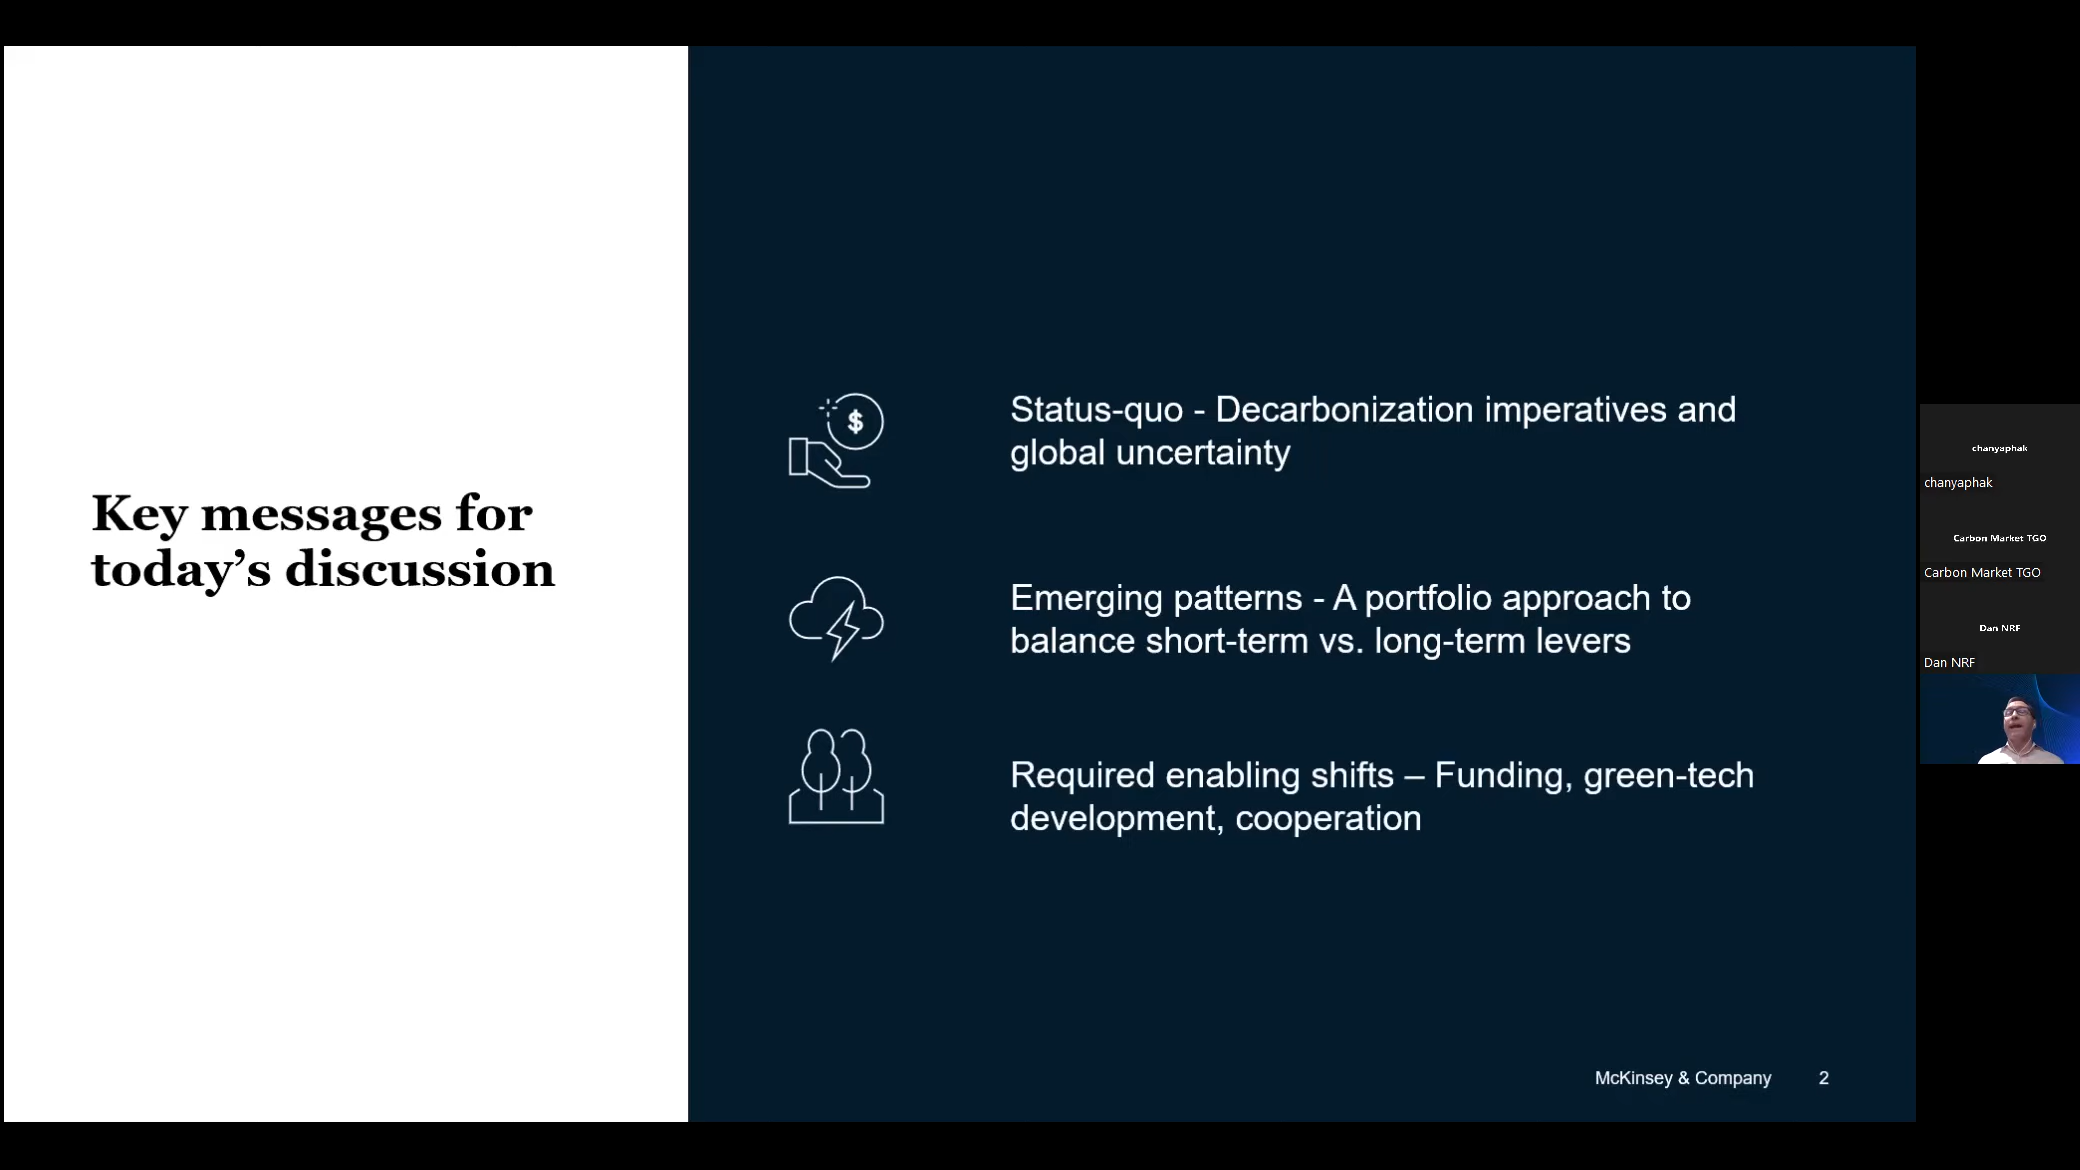 Key messages for
today’s discussion
Status-quo - Decarbonization imperatives and
global uncertainty
Emerging patterns - A portfolio approach to
balance short-term vs. long-term levers
Required enabling shifts – Funding, green-tech
development, cooperation
McKinsey & Company 2
chanyaphak
chanyaphak
Carbon Market TGO
Carbon Market TGO
Dan NRF
Dan NRF